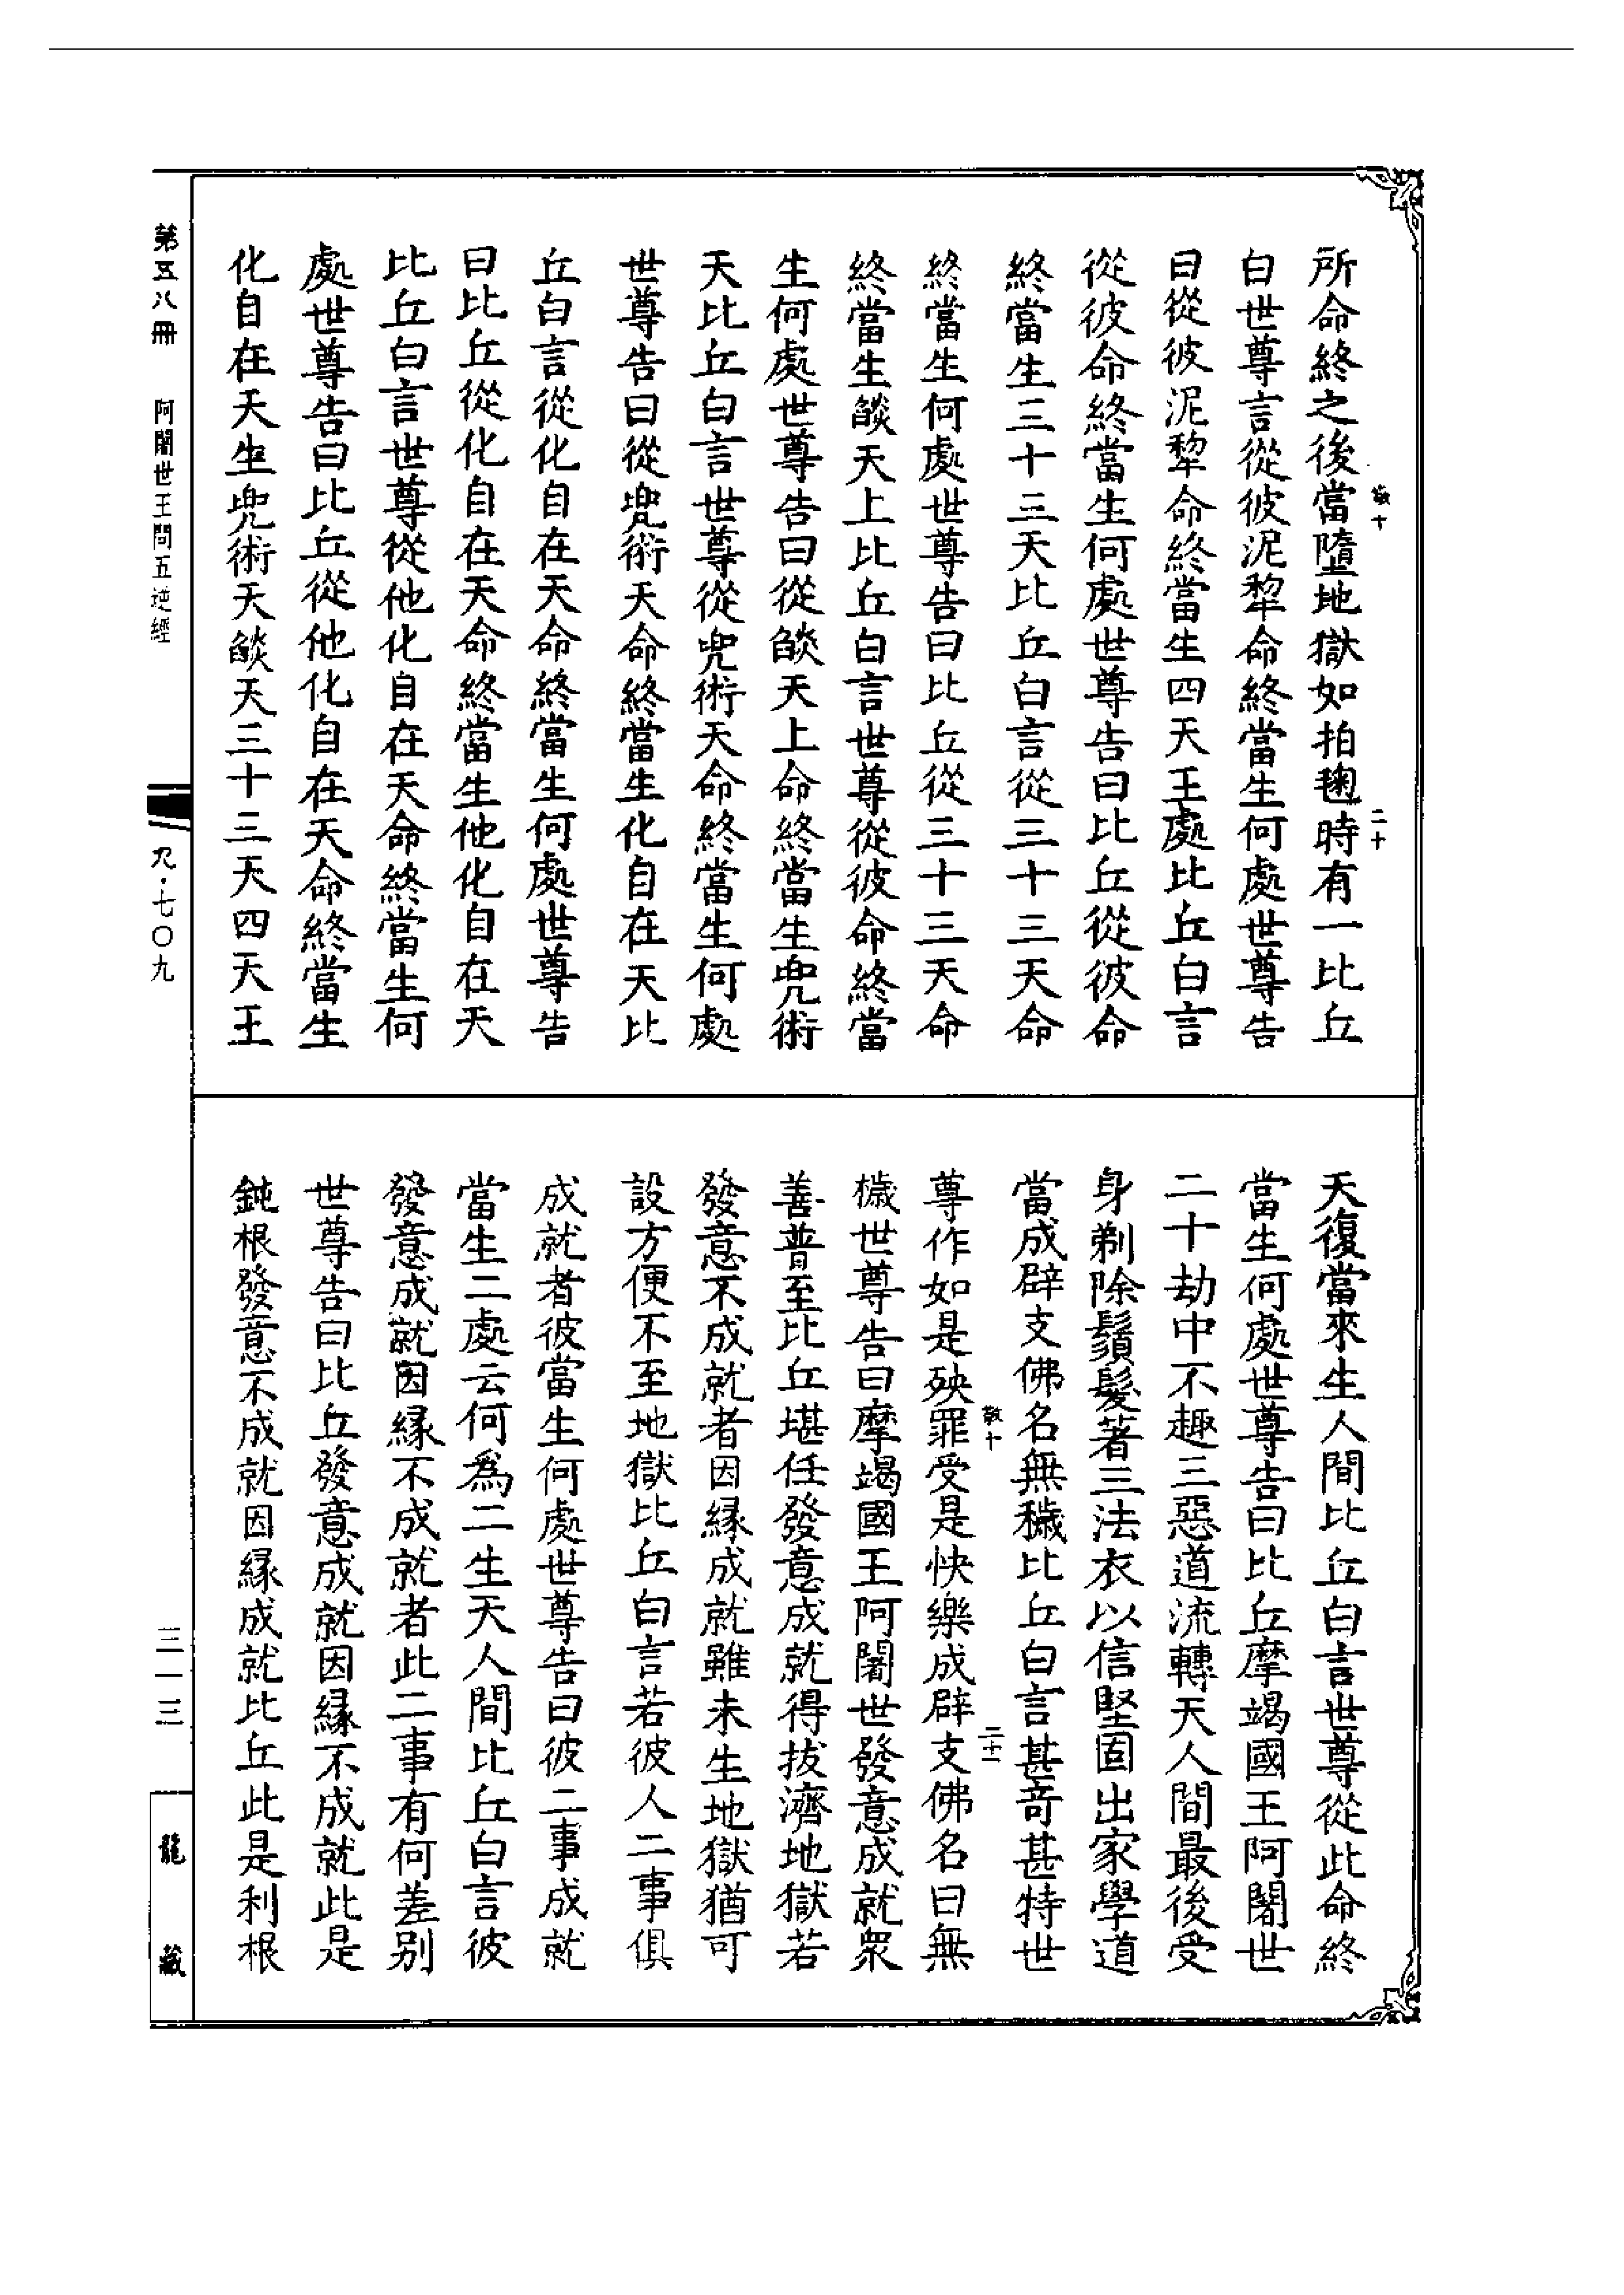 所命終之後當墮地獄如拍毱時有一比丘
白世尊言從彼泥犂命終當生何處世尊告
曰從彼泥犂命終當生四天王處比丘白言
從彼命終當生何處世尊告曰比丘從彼命
終當生三十三天比丘白言從三十三天命
終當生何處世尊告曰比丘從三十三天命
終當生燄天上比丘白言世尊從彼命終當
生何處世尊告曰從燄天上命終當生兜術
天比丘白言世尊從兜術天命終當生何處
世尊告曰從兜術天命終當生化自在天比
丘白言從化自在天命終當生何處世尊告
曰比丘從化自在天命終當生他化自在天
比丘白言世尊從他化自在天命終當生何
處世尊告曰比丘從他化自在天命終當生
化自在天生兜術天燄天三十三天四天王
敬十
二十
天復當來生人間比丘白言世尊從此命終
當生何處世尊告曰比丘摩竭國王阿闍世
二十劫中不趣三惡道流轉天人間最後受
身剃除鬚髮著三法衣以信堅固出家學道
當成辟支佛名無穢比丘白言甚奇甚特世
尊作如是殃罪受是快樂成辟支佛名曰無
穢世尊告曰摩竭國王阿闍世發意成就眾
善普至比丘堪任發意成就得拔濟地獄若
發意不成就者因緣成就雖未生地獄猶可
設方便不至地獄比丘白言若彼人二事俱
成就者彼當生何處世尊告曰彼二事成就
當生二處云何為二生天人間比丘白言彼
發意成就因緣不成就者此二事有何差別
世尊告曰比丘發意成就因緣不成就此是
鈍根發意不成就因緣成就比丘此是利根
敬十
二十一
第五八冊
阿闍世王問五逆經
九·七〇九
三一三
龍藏